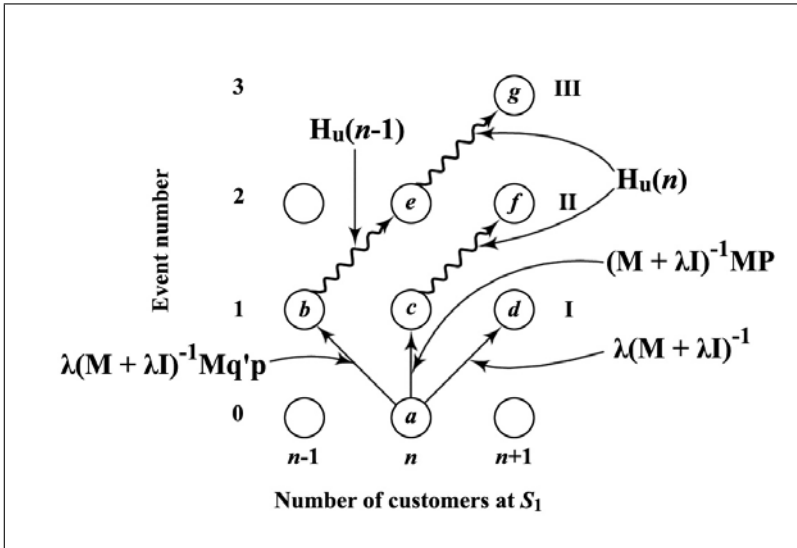 3
g
III
Hu(n-1)
Hu(n)
Event number
2
e
f
II
(M + λI)⁻¹MP
1
b
c
d
I
λ(M + λI)⁻¹Mq'p
λ(M + λI)⁻¹
0
a
n-1
n
n+1
Number of customers at S₁